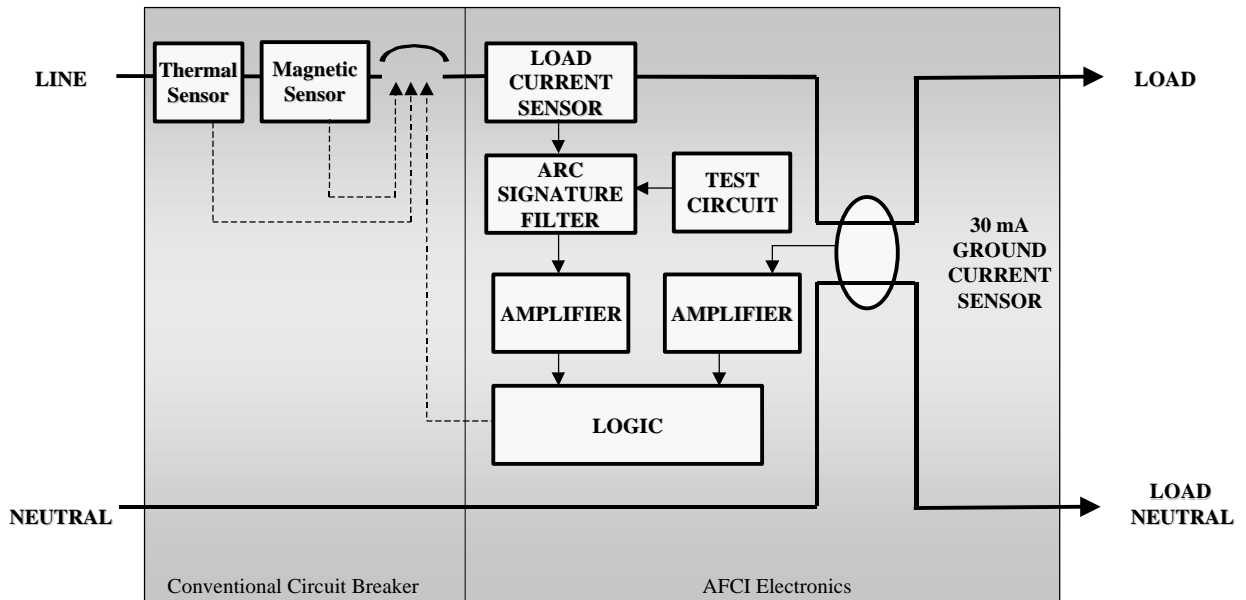 LINE
Thermal
Sensor
Magnetic
Sensor
LOAD
CURRENT
SENSOR
LOAD
ARC
SIGNATURE
FILTER
TEST
CIRCUIT
30 mA
GROUND
CURRENT
SENSOR
AMPLIFIER
AMPLIFIER
LOGIC
NEUTRAL
LOAD
NEUTRAL
Conventional Circuit Breaker
AFCI Electronics